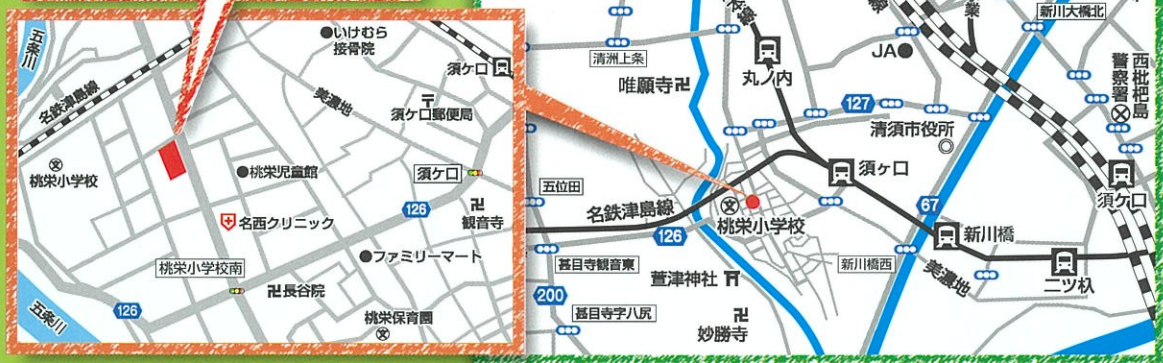 五条川
いけむら
接骨院
須ケ口
名鉄津島線
美濃地
須ケ口郵便局
桃栄小学校
桃栄児童館
須ケ口
名西クリニック
126
観音寺
桃栄小学校南
ファミリーマート
長谷院
126
五条川
桃栄保育園
新川大橋北
清洲上条
丸ノ内
JA
西枇杷島
警察署
唯願寺
127
清須市役所
須ケ口
須ケ口
五位田
名鉄津島線
桃栄小学校
67
126
新川橋
甚目寺観音東
萱津神社
新川橋西
美濃地
二ツ杁
200
甚目寺字八尻
妙勝寺